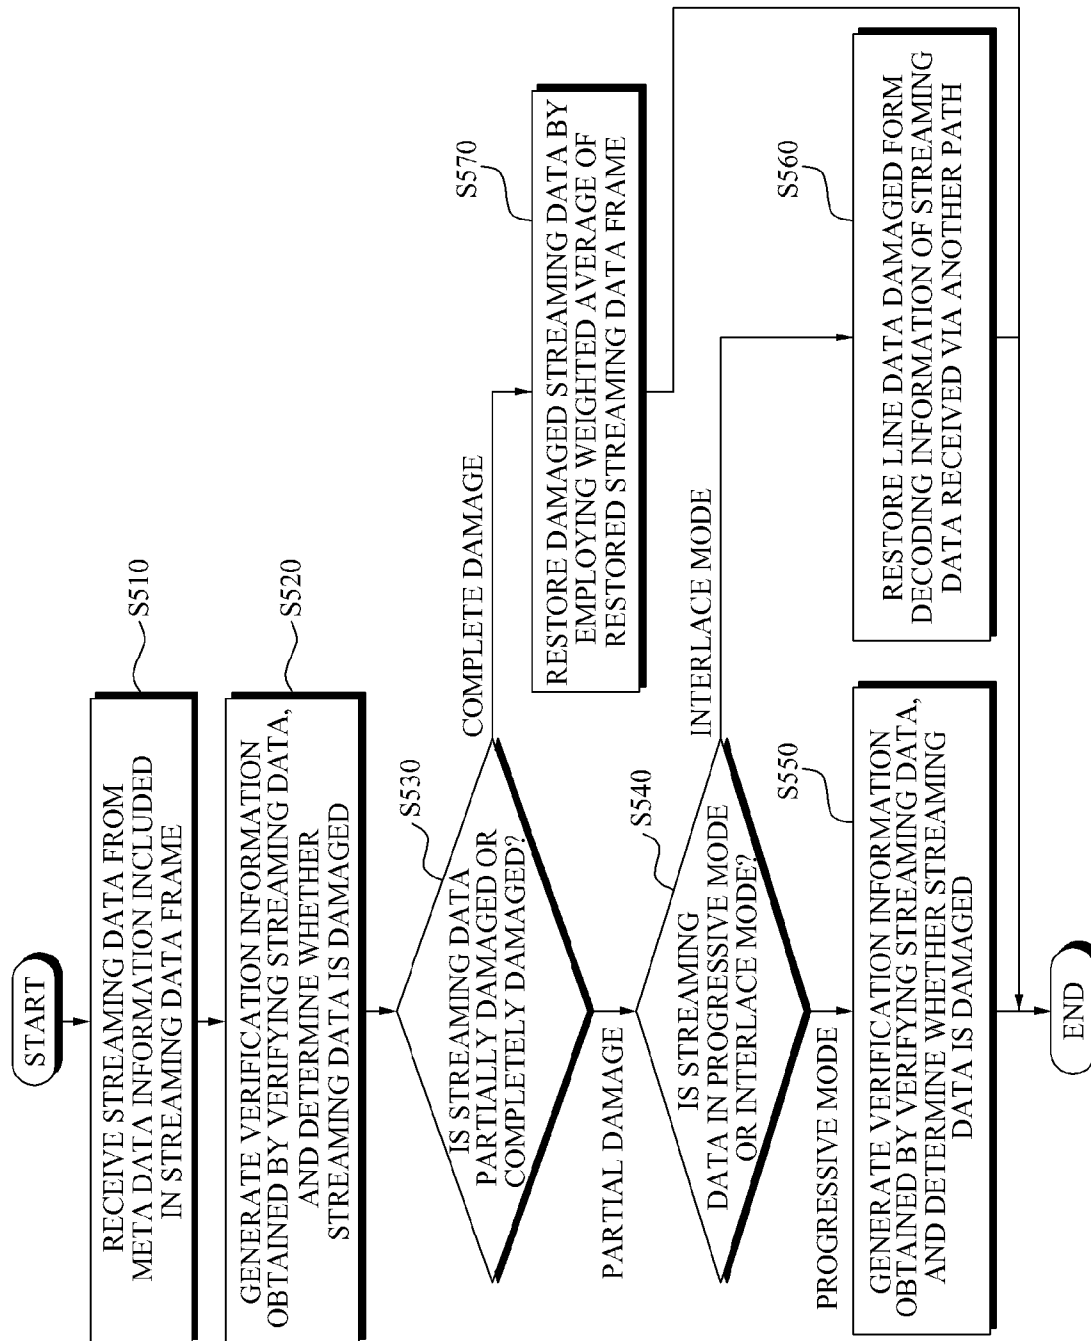 START
RECEIVE STREAMING DATA FROM
META DATA INFORMATION INCLUDED
IN STREAMING DATA FRAME
S510
GENERATE VERIFICATION INFORMATION
OBTAINED BY VERIFYING STREAMING DATA,
AND DETERMINE WHETHER
STREAMING DATA IS DAMAGED
S520
IS STREAMING DATA
PARTIALLY DAMAGED OR
COMPLETELY DAMAGED?
S530
COMPLETE DAMAGE
RESTORE DAMAGED STREAMING DATA BY
EMPLOYING WEIGHTED AVERAGE OF
RESTORED STREAMING DATA FRAME
S570
PARTIAL DAMAGE
IS STREAMING
DATA IN PROGRESSIVE MODE
OR INTERLACE MODE?
S540
INTERLACE MODE
PROGRESSIVE MODE
GENERATE VERIFICATION INFORMATION
OBTAINED BY VERIFYING STREAMING DATA,
AND DETERMINE WHETHER STREAMING
DATA IS DAMAGED
S550
RESTORE LINE DATA DAMAGED FORM
DECODING INFORMATION OF STREAMING
DATA RECEIVED VIA ANOTHER PATH
S560
END